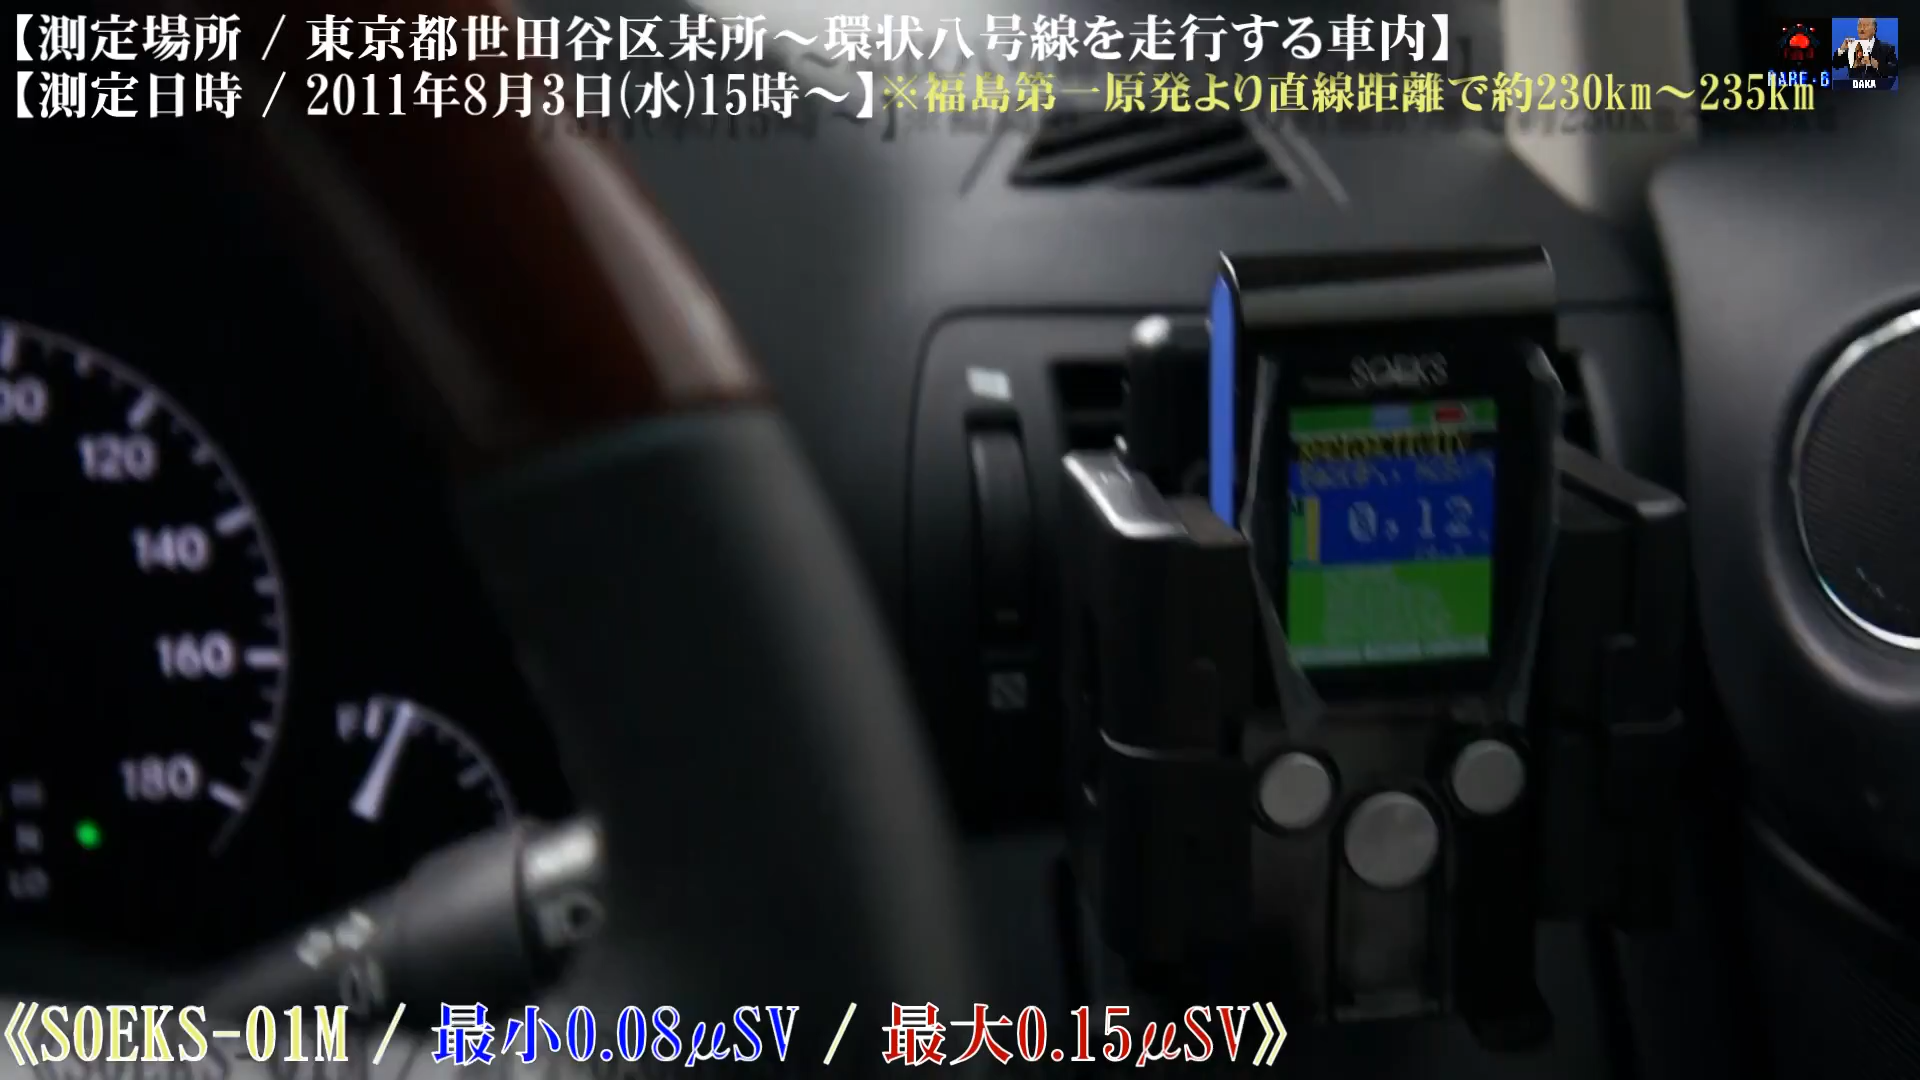 【測定場所 / 東京都世田谷区某所～環状八号線を走行する車内】
【測定日時 / 2011年8月3日(水)15時～】※福島第一原発より直線距離で約230km～235km
DAKA
SOEKS
120
140
0.12
160
F
180
N
LO
《SOEKS-01M / 最小0.08μSV / 最大0.15μSV》